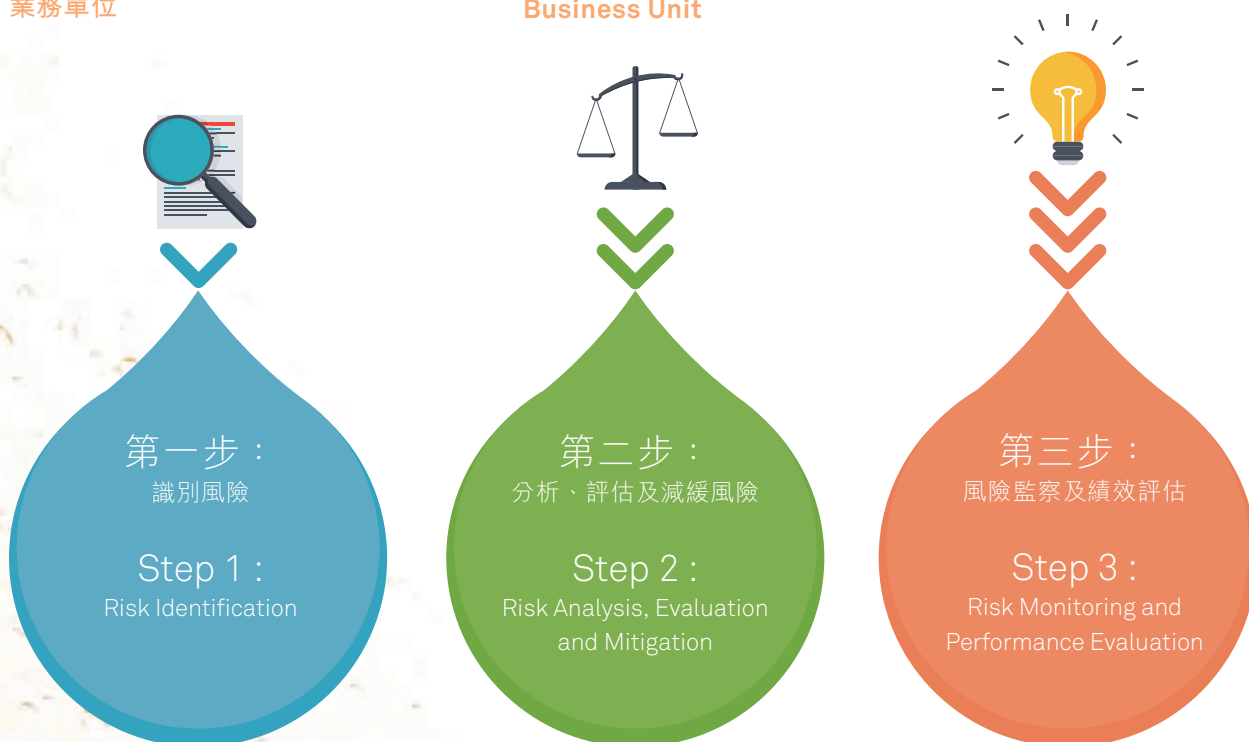 業務單位
Business Unit
第一步：
識別風險
Step 1 :
Risk Identification
第二步：
分析、評估及減緩風險
Step 2 :
Risk Analysis, Evaluation
and Mitigation
第三步：
風險監察及績效評估
Step 3 :
Risk Monitoring and
Performance Evaluation